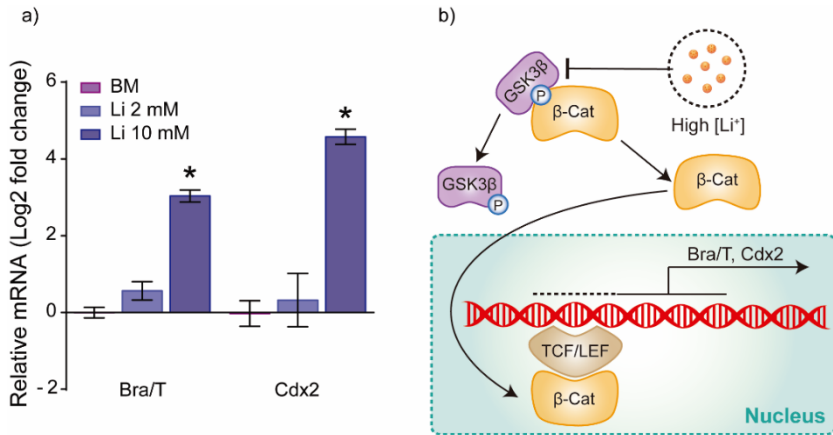 a)
Relative mRNA (Log2 fold change)
6
4
2
0
-2
BM
Li 2 mM
Li 10 mM
*
*
Bra/T
Cdx2
b)
GSK3β
P
β-Cat
High [Li⁺]
GSK3β
P
β-Cat
Bra/T, Cdx2
TCF/LEF
β-Cat
Nucleus